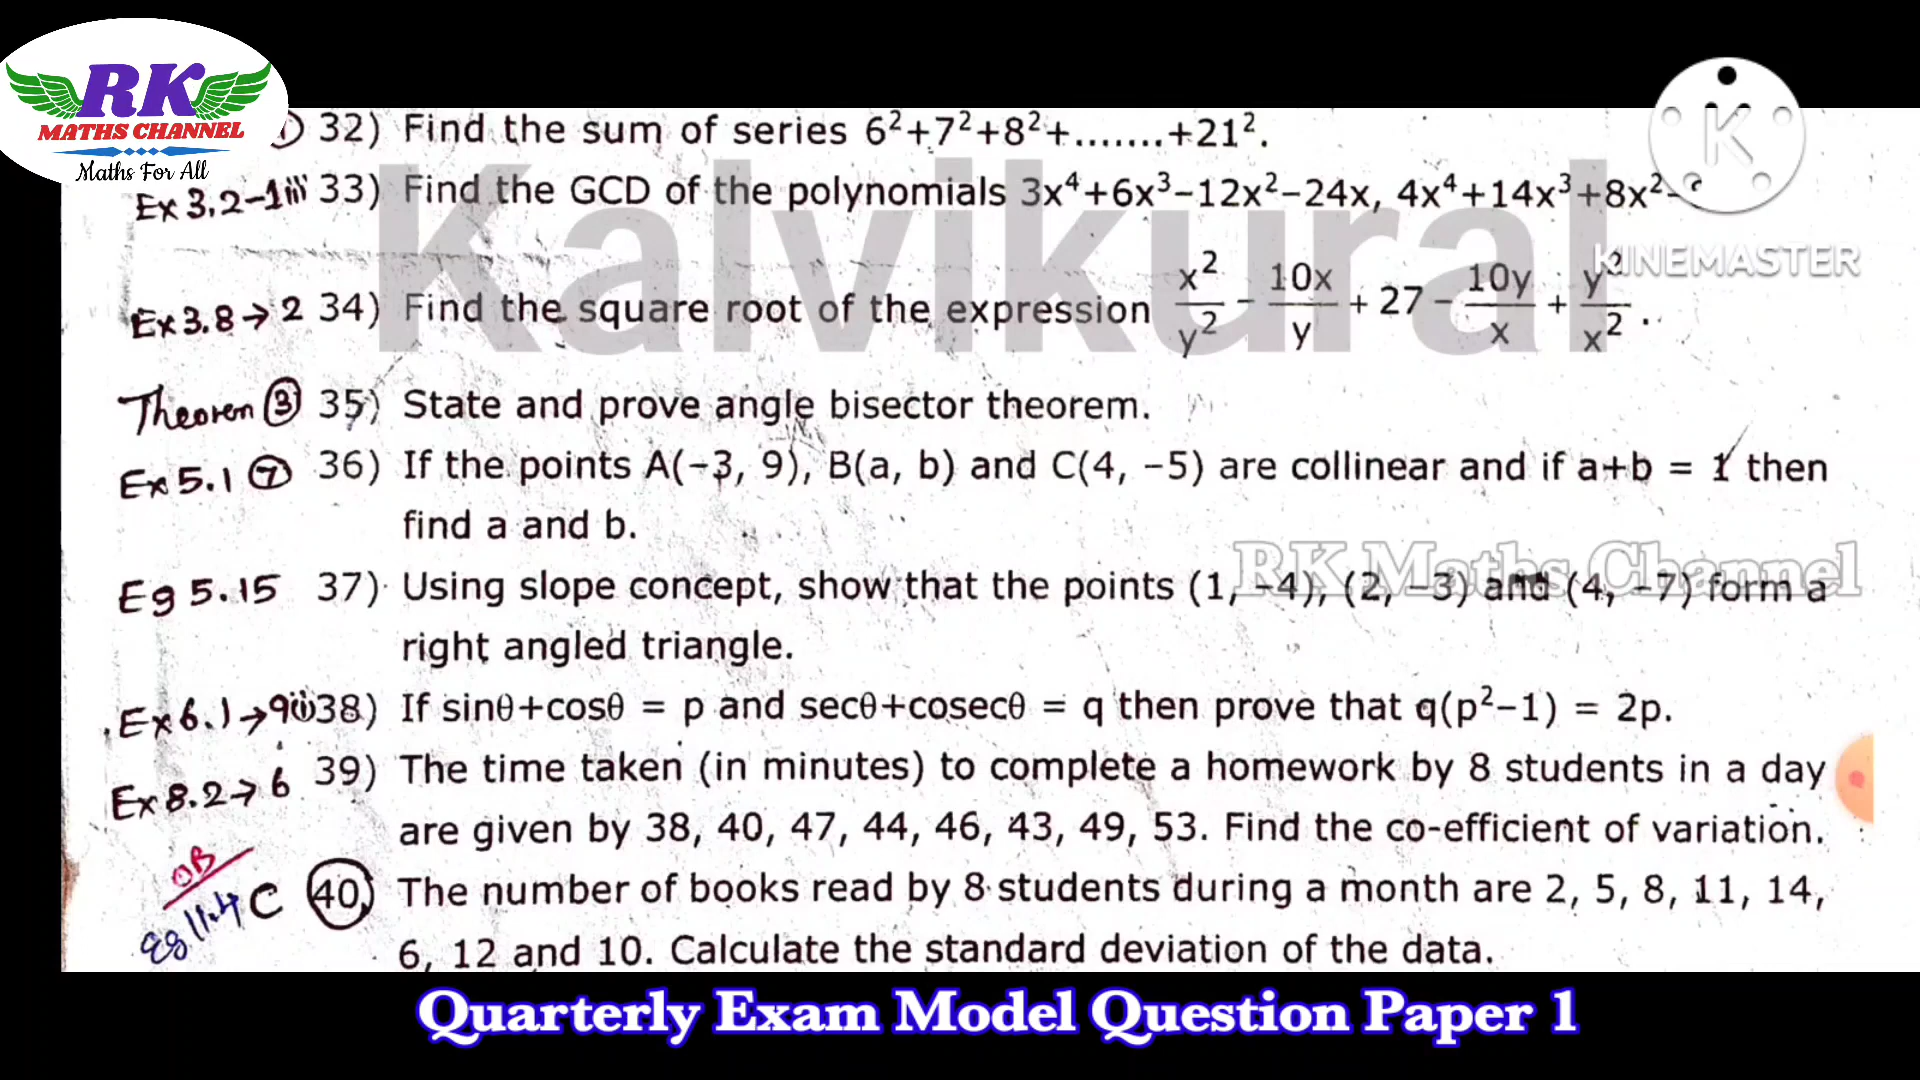 RK
MATHS CHANNEL
Maths For All
32) Find the sum of series 6²+7²+8²+.......+21².
Ex 3.2-1iii 33) Find the GCD of the polynomials 3x⁴+6x³−12x²−24x, 4x⁴+14x³+8x²-
K
KINEMASTER
Kalvikural
Ex 3.8→2 34) Find the square root of the expression x²/y² − 10x/y + 27 − 10y/x + y²/x².
Theorem ③ 35) State and prove angle bisector theorem.
Ex 5.1 ⑦ 36) If the points A(−3, 9), B(a, b) and C(4, −5) are collinear and if a+b = 1 then
find a and b.
RK Maths Channel
Eg 5.15 37) Using slope concept, show that the points (1, −4), (2, −3) and (4, −7) form a
right angled triangle.
Ex 6.1→9 38) If sinθ+cosθ = p and secθ+cosecθ = q then prove that q(p²−1) = 2p.
Ex 8.2→6 39) The time taken (in minutes) to complete a homework by 8 students in a day
are given by 38, 40, 47, 44, 46, 43, 49, 53. Find the co-efficient of variation.
C 40) The number of books read by 8 students during a month are 2, 5, 8, 11, 14,
6, 12 and 10. Calculate the standard deviation of the data.
Quarterly Exam Model Question Paper 1